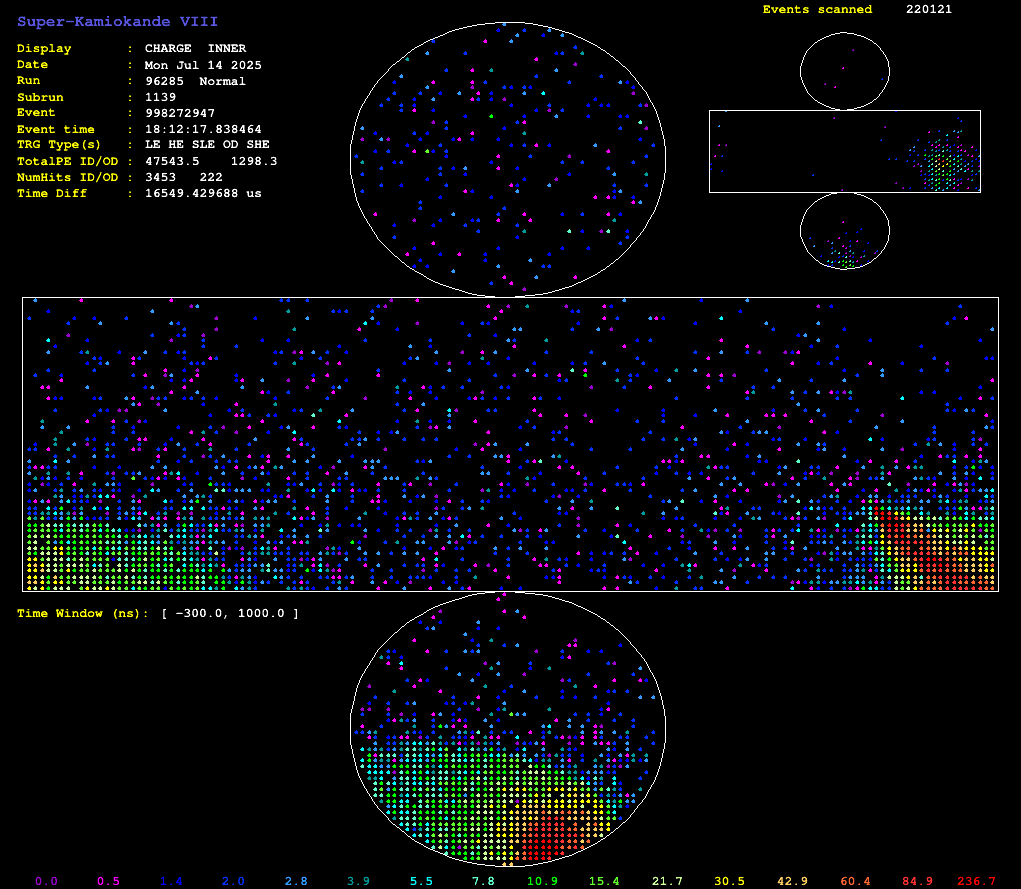 Super-Kamiokande VIII
Events scanned 220121
Display : CHARGE INNER
Date : Mon Jul 14 2025
Run : 96285 Normal
Subrun : 1139
Event : 998272947
Event time : 18:12:17.838464
TRG Type(s) : LE HE SLE OD SHE
TotalPE ID/OD : 47543.5 1298.3
NumHits ID/OD : 3453 222
Time Diff : 16549.429688 us
Time Window (ns): [ -300.0, 1000.0 ]
0.0 0.5 1.4 2.0 2.8 3.9 5.5 7.8 10.9 15.4 21.7 30.5 42.9 60.4 84.9 236.7